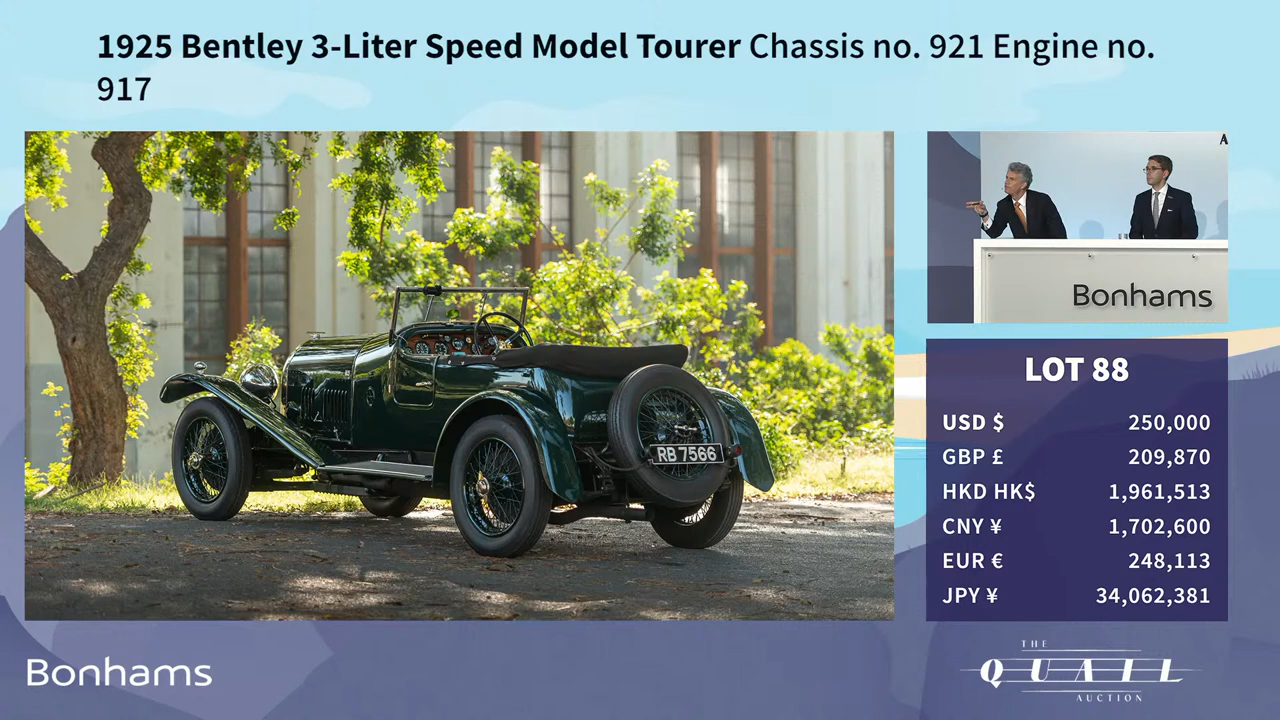 1925 Bentley 3-Liter Speed Model Tourer Chassis no. 921 Engine no.
917
A
Bonhams
RB 7566
LOT 88
USD $ 250,000
GBP £ 209,870
HKD HK$ 1,961,513
CNY ¥ 1,702,600
EUR € 248,113
JPY ¥ 34,062,381
Bonhams
THE
QUAIL
AUCTION